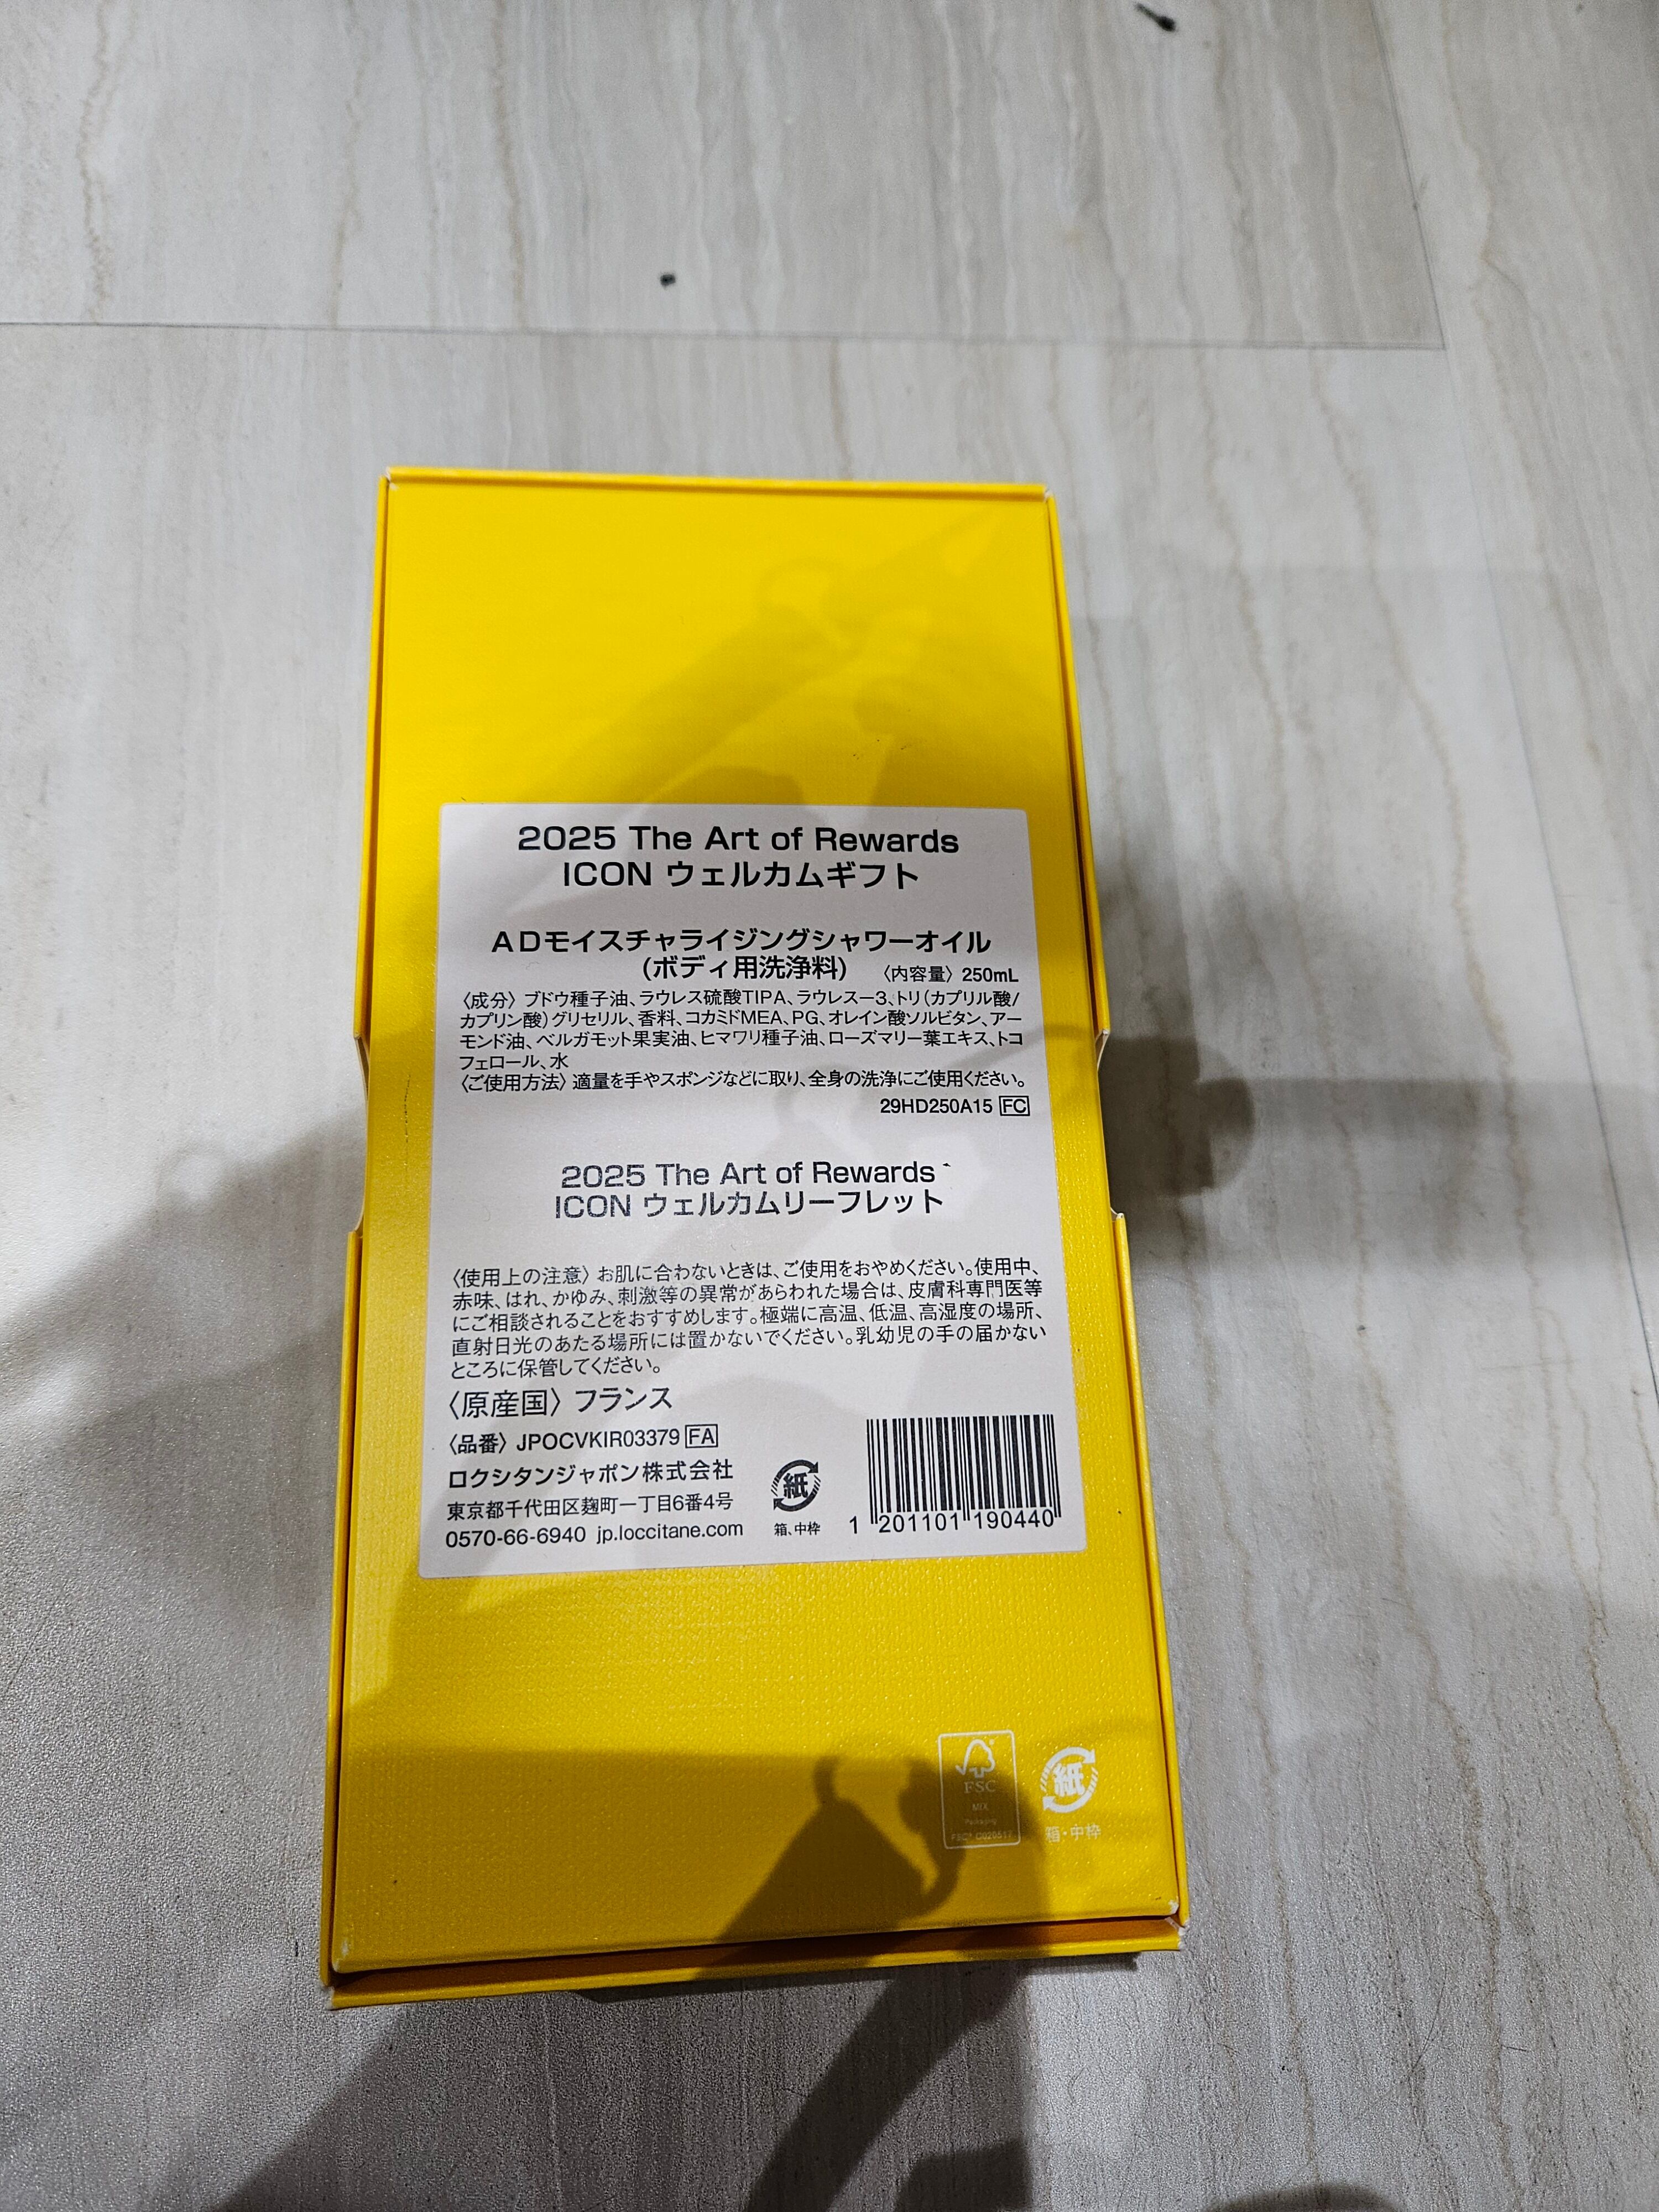 2025 The Art of Rewards
ICON ウェルカムギフト
ADモイスチャライジングシャワーオイル
(ボディ用洗浄料) 〈内容量〉 250mL
〈成分〉 ブドウ種子油、ラウレス硫酸TIPA、ラウレス－3、トリ(カプリル酸/
カプリン酸)グリセリル、香料、コカミドMEA、PG、オレイン酸ソルビタン、アー
モンド油、ベルガモット果実油、ヒマワリ種子油、ローズマリー葉エキス、トコ
フェロール、水
〈ご使用方法〉 適量を手やスポンジなどに取り、全身の洗浄にご使用ください。
29HD250A15 FC
2025 The Art of Rewards
ICON ウェルカムリーフレット
〈使用上の注意〉 お肌に合わないときは、ご使用をおやめください。使用中、
赤味、はれ、かゆみ、刺激等の異常があらわれた場合は、皮膚科専門医等
にご相談されることをおすすめします。極端に高温、低温、高湿度の場所、
直射日光のあたる場所には置かないでください。乳幼児の手の届かない
ところに保管してください。
〈原産国〉 フランス
〈品番〉 JPOCVKIR03379 FA
ロクシタンジャポン株式会社
東京都千代田区麹町一丁目6番4号
0570-66-6940 jp.loccitane.com
紙
箱、中枠
1 201101 190440
FSC
MIX
Packaging
紙
箱・中枠